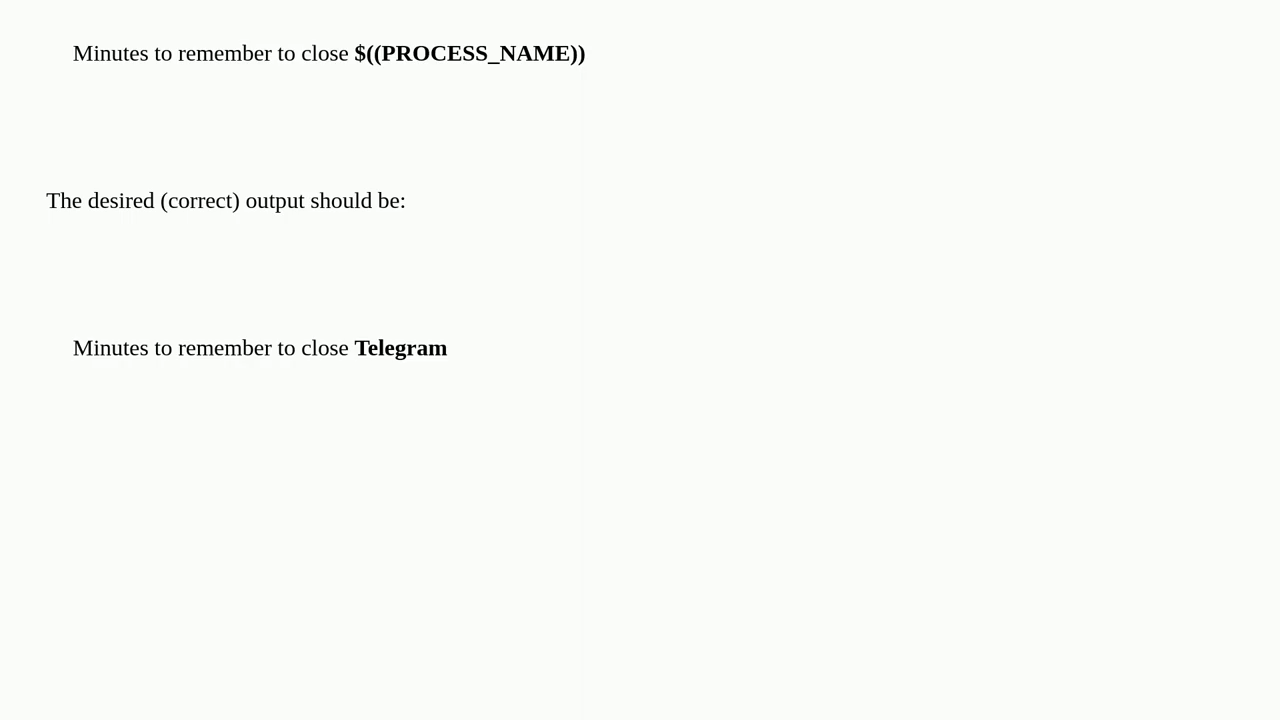 Minutes to remember to close $((PROCESS_NAME))
The desired (correct) output should be:
Minutes to remember to close Telegram